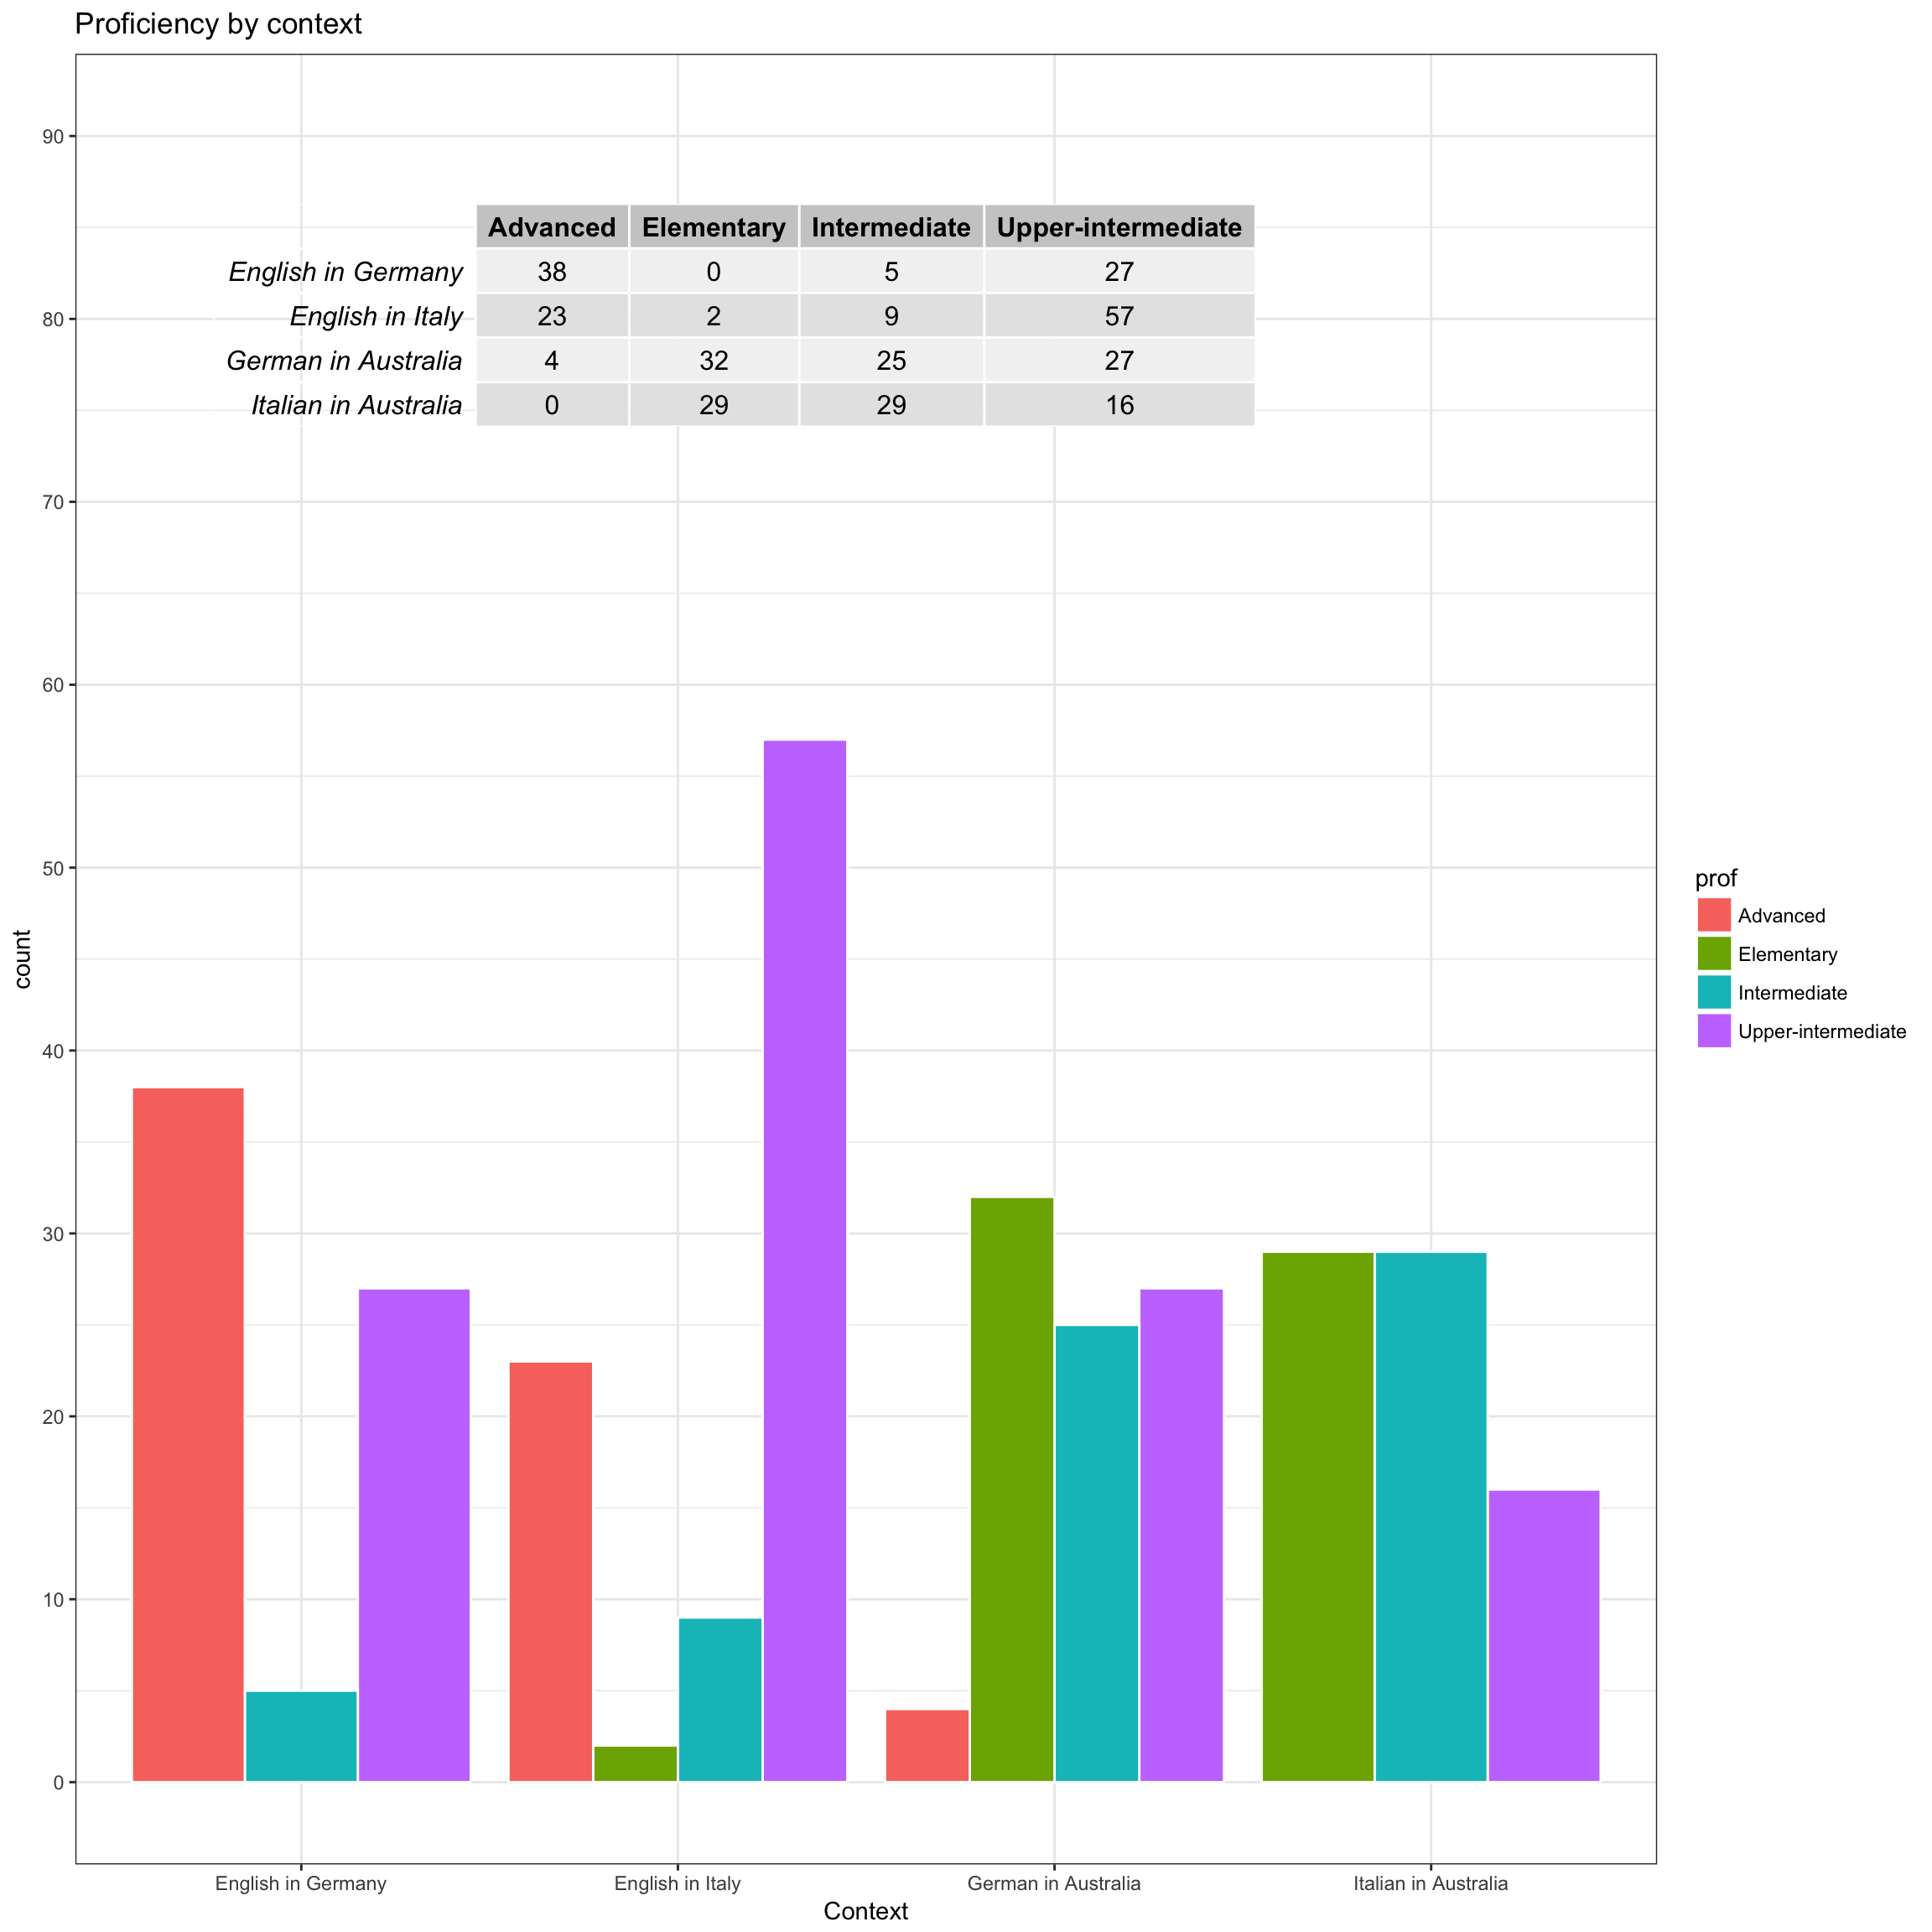 Proficiency by context
90
80
70
60
50
40
30
20
10
0
count
Advanced Elementary Intermediate Upper-intermediate
English in Germany 38 0 5 27
English in Italy 23 2 9 57
German in Australia 4 32 25 27
Italian in Australia 0 29 29 16
prof
Advanced
Elementary
Intermediate
Upper-intermediate
English in Germany English in Italy German in Australia Italian in Australia
Context